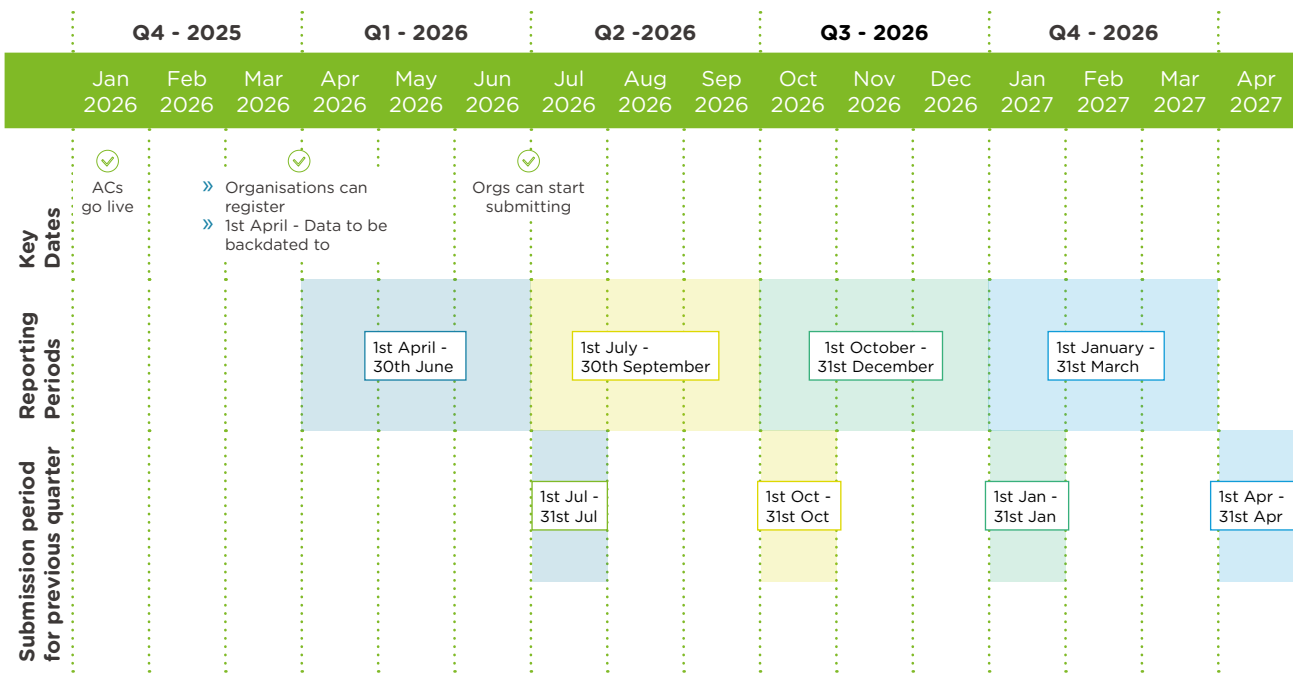 Q4 - 2025
Q1 - 2026
Q2 -2026
Q3 - 2026
Q4 - 2026
Jan
2026
Feb
2026
Mar
2026
Apr
2026
May
2026
Jun
2026
Jul
2026
Aug
2026
Sep
2026
Oct
2026
Nov
2026
Dec
2026
Jan
2027
Feb
2027
Mar
2027
Apr
2027
Key
Dates
ACs
go live
» Organisations can
register
» 1st April - Data to be
backdated to
Orgs can start
submitting
Reporting
Periods
1st April -
30th June
1st July -
30th September
1st October -
31st December
1st January -
31st March
Submission period
for previous quarter
1st Jul -
31st Jul
1st Oct -
31st Oct
1st Jan -
31st Jan
1st Apr -
31st Apr